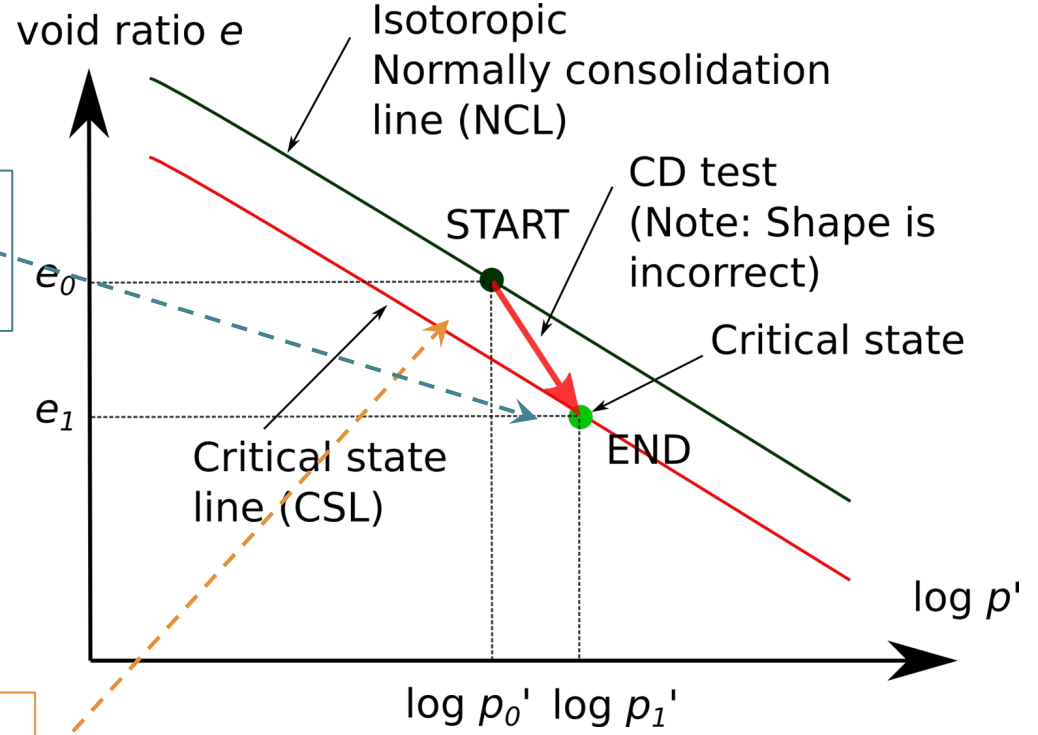 void ratio e
Isotoropic
Normally consolidation
line (NCL)
CD test
(Note: Shape is
incorrect)
START
e0
Critical state
e1
END
Critical state
line (CSL)
log p'
log p0'
log p1'